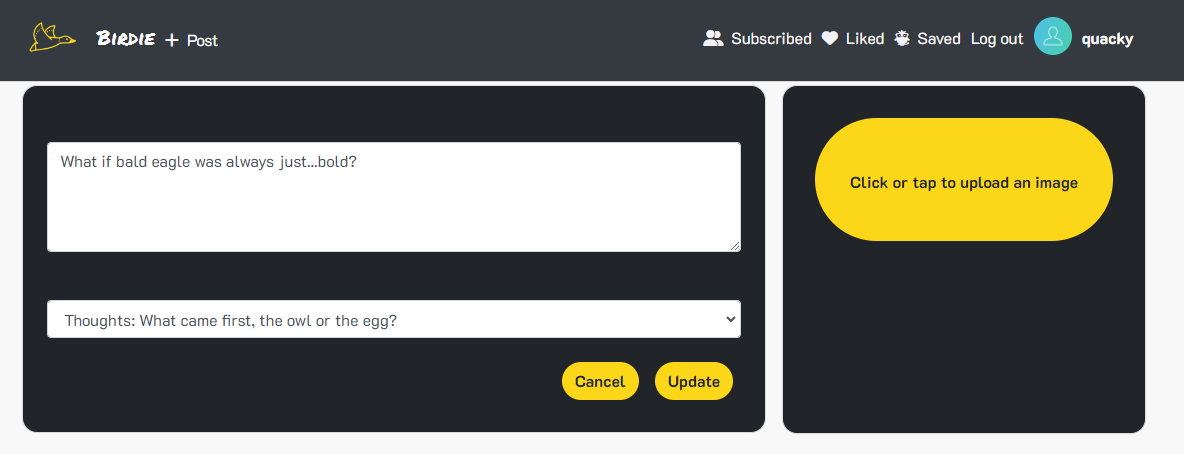 Birdie + Post Subscribed Liked Saved Log out quacky
What if bald eagle was always just...bold?
Click or tap to upload an image
Thoughts: What came first, the owl or the egg?
Cancel Update